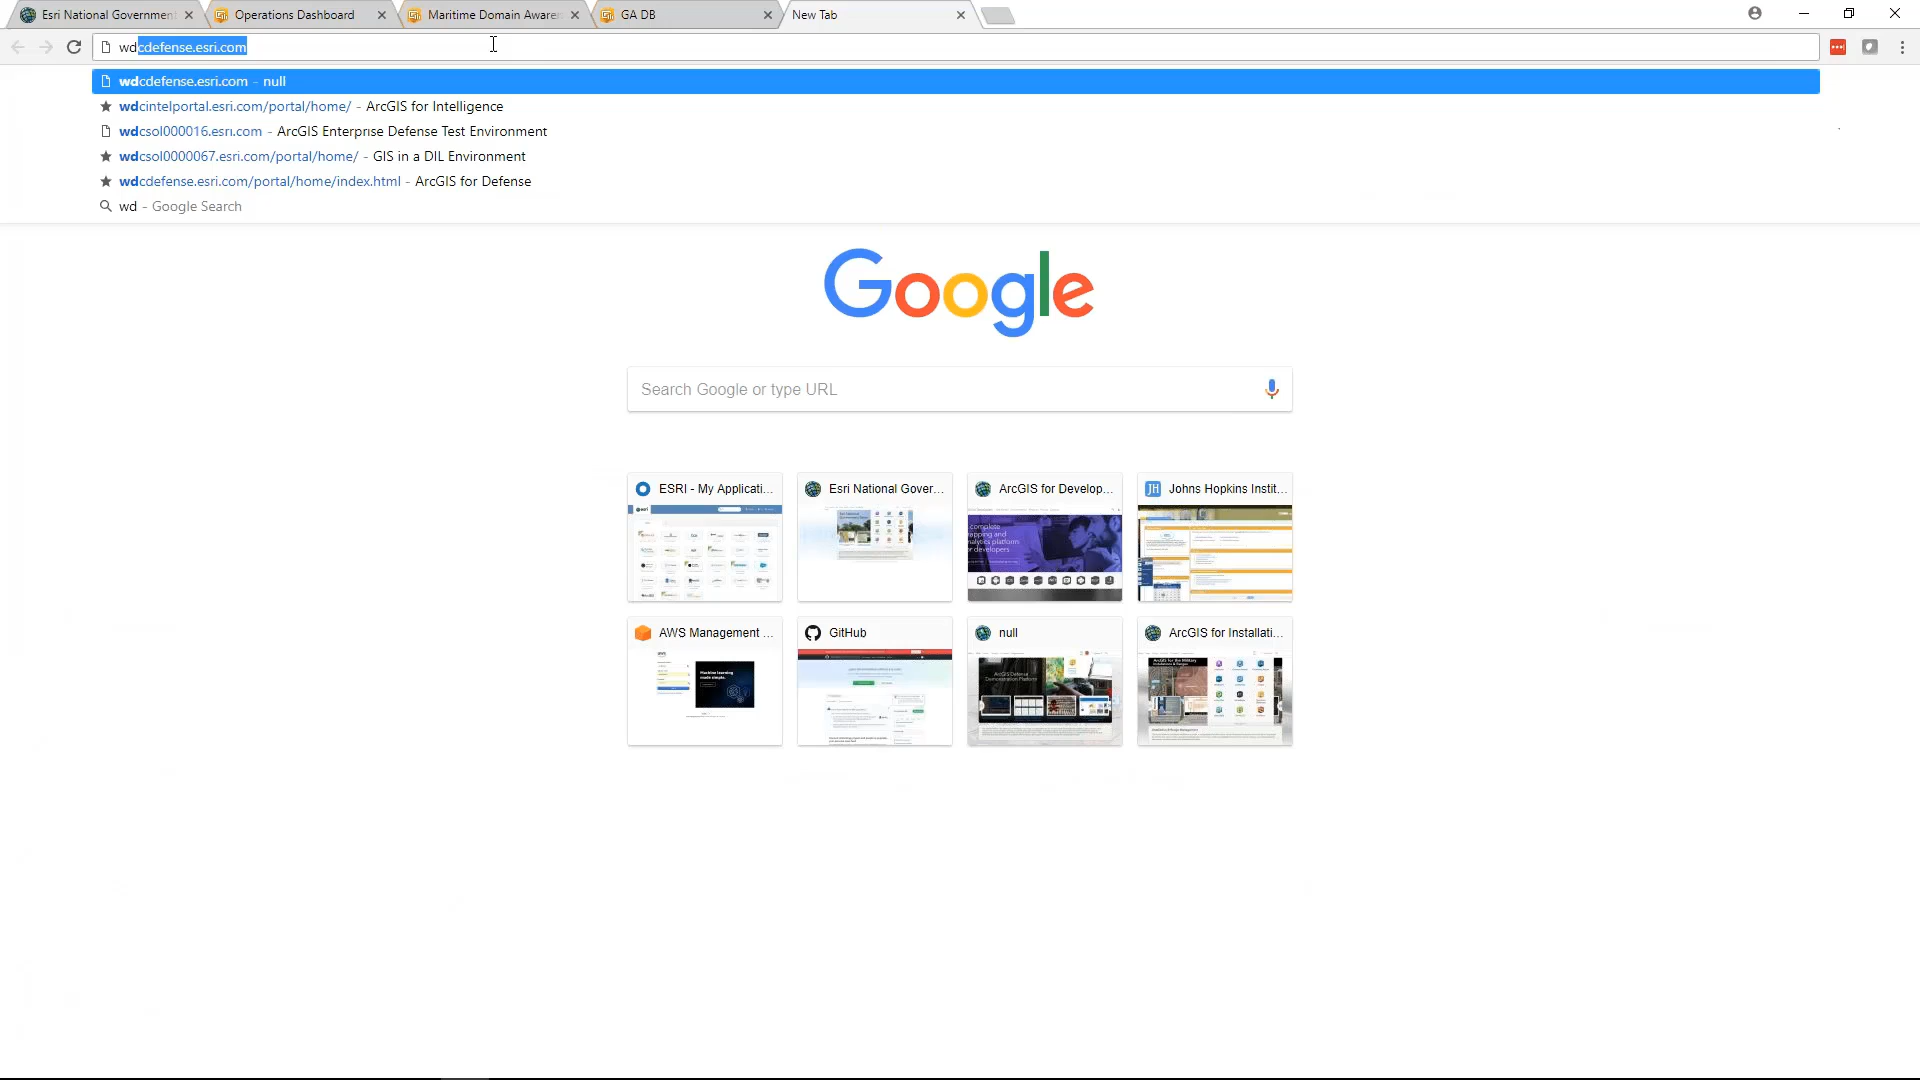 Esri National Government
Operations Dashboard
Maritime Domain Awaren
GA DB
New Tab
wdcdefense.esri.com
wdcdefense.esri.com - null
wdcintelportal.esri.com/portal/home/ - ArcGIS for Intelligence
wdcsol000016.esri.com - ArcGIS Enterprise Defense Test Environment
wdcsol0000067.esri.com/portal/home/ - GIS in a DIL Environment
wdcdefense.esri.com/portal/home/index.html - ArcGIS for Defense
wd - Google Search
Google
Search Google or type URL
ESRI - My Applicati...
Esri National Gover...
ArcGIS for Develop...
Johns Hopkins Instit...
AWS Management ...
GitHub
null
ArcGIS for Installati...